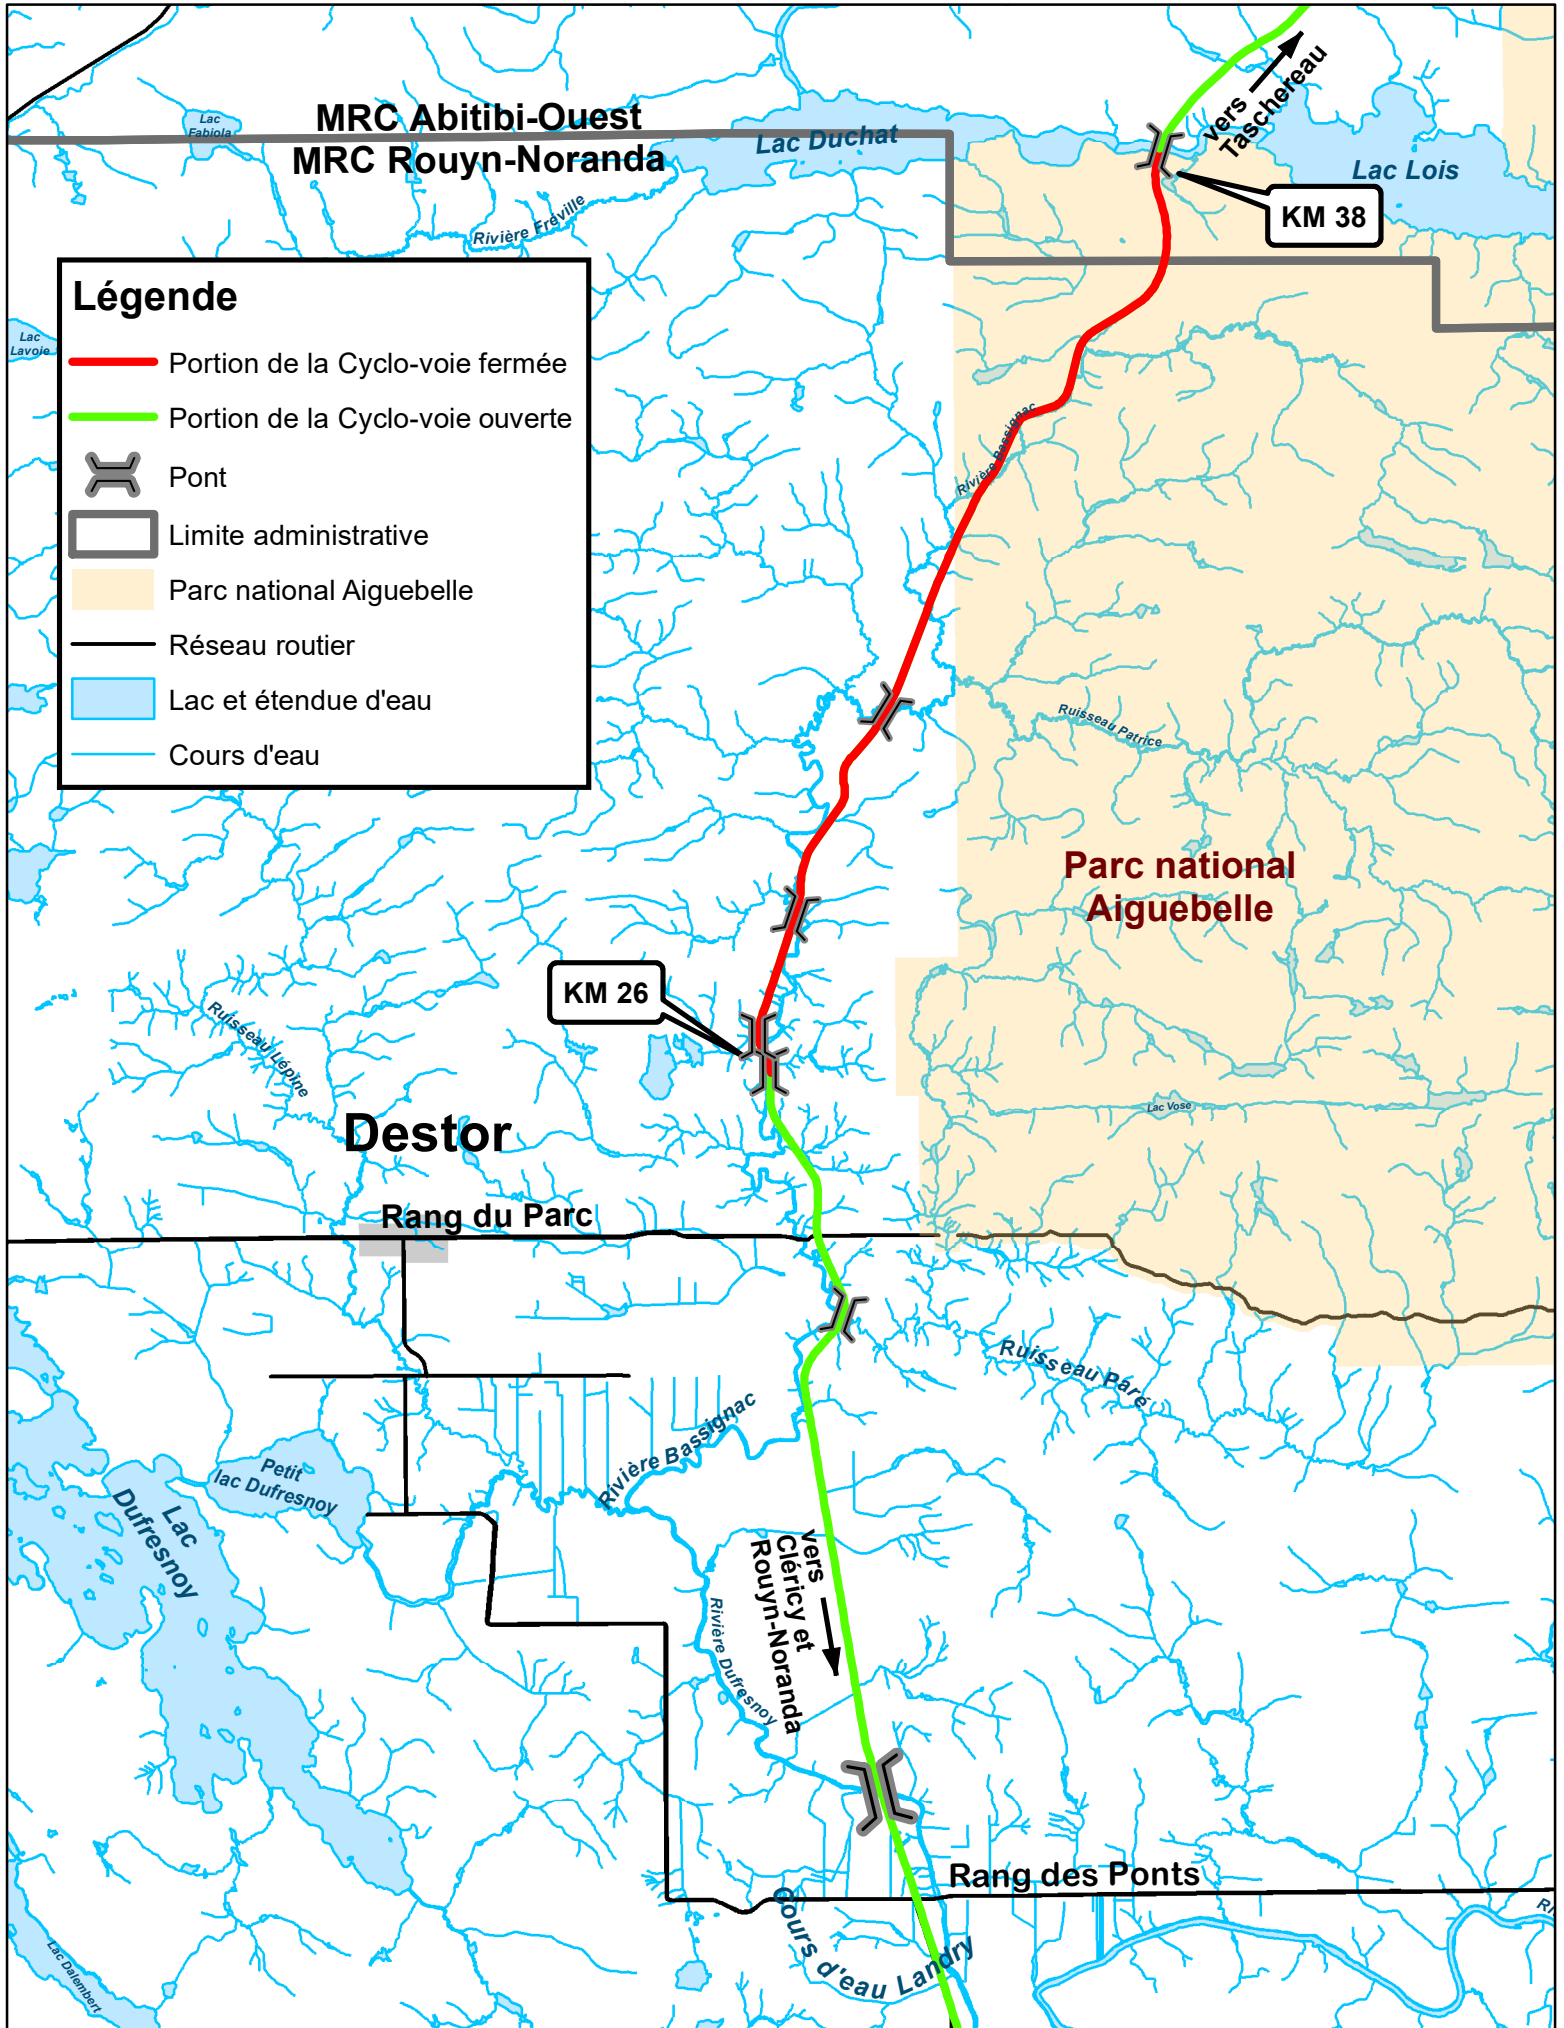 MRC Abitibi-Ouest
MRC Rouyn-Noranda
Lac
Fabiola
Lac Duchat
vers
Taschereau
Lac Lois
KM 38
Rivière Fréville
Lac
Lavoie
Légende
Portion de la Cyclo-voie fermée
Portion de la Cyclo-voie ouverte
Pont
Limite administrative
Parc national Aiguebelle
Réseau routier
Lac et étendue d'eau
Cours d'eau
Rivière Bassignac
Ruisseau Patrice
Parc national
Aiguebelle
KM 26
Ruisseau Lépine
Lac Vose
Destor
Rang du Parc
Ruisseau Paré
Rivière Bassignac
Petit
lac Dufresnoy
Lac
Dufresnoy
vers
Cléricy et
Rouyn-Noranda
Rivière Dufresnoy
Rang des Ponts
Cours d'eau Landry
Lac Dalembert